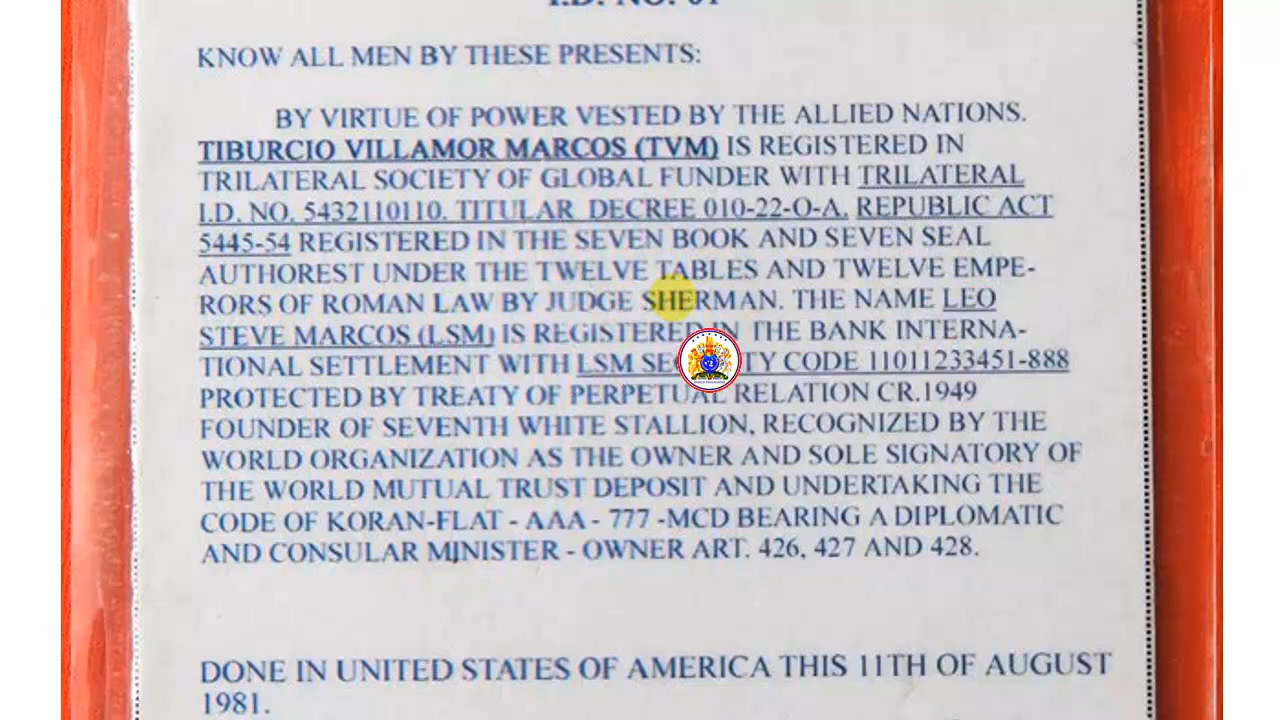 I.D. NO. 01
KNOW ALL MEN BY THESE PRESENTS:
BY VIRTUE OF POWER VESTED BY THE ALLIED NATIONS.
TIBURCIO VILLAMOR MARCOS (TVM) IS REGISTERED IN
TRILATERAL SOCIETY OF GLOBAL FUNDER WITH TRILATERAL
I.D. NO. 5432110110. TITULAR DECREE 010-22-O-A. REPUBLIC ACT
5445-54 REGISTERED IN THE SEVEN BOOK AND SEVEN SEAL
AUTHOREST UNDER THE TWELVE TABLES AND TWELVE EMPE-
RORS OF ROMAN LAW BY JUDGE SHERMAN. THE NAME LEO
STEVE MARCOS (LSM) IS REGISTERED IN THE BANK INTERNA-
TIONAL SETTLEMENT WITH LSM SE TY CODE 11011233451-888
PROTECTED BY TREATY OF PERPETUAL RELATION CR.1949
FOUNDER OF SEVENTH WHITE STALLION, RECOGNIZED BY THE
WORLD ORGANIZATION AS THE OWNER AND SOLE SIGNATORY OF
THE WORLD MUTUAL TRUST DEPOSIT AND UNDERTAKING THE
CODE OF KORAN-FLAT - AAA - 777 -MCD BEARING A DIPLOMATIC
AND CONSULAR MINISTER - OWNER ART. 426, 427 AND 428.
DONE IN UNITED STATES OF AMERICA THIS 11TH OF AUGUST
1981.